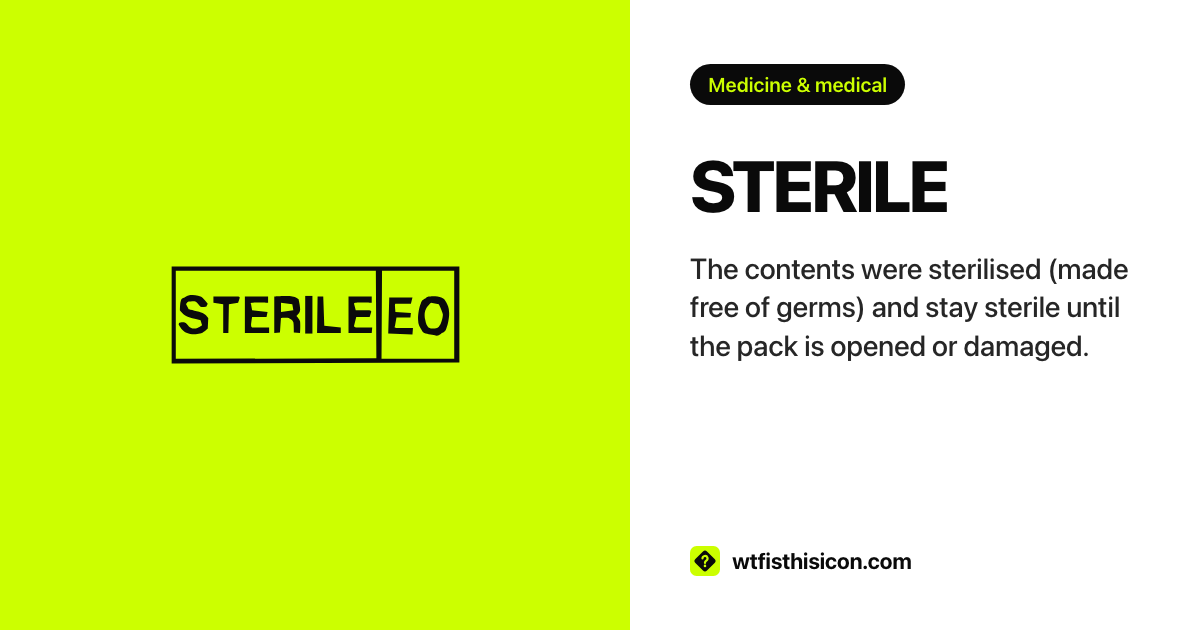 STERILE EO
Medicine & medical
STERILE
The contents were sterilised (made
free of germs) and stay sterile until
the pack is opened or damaged.
? wtfisthisicon.com